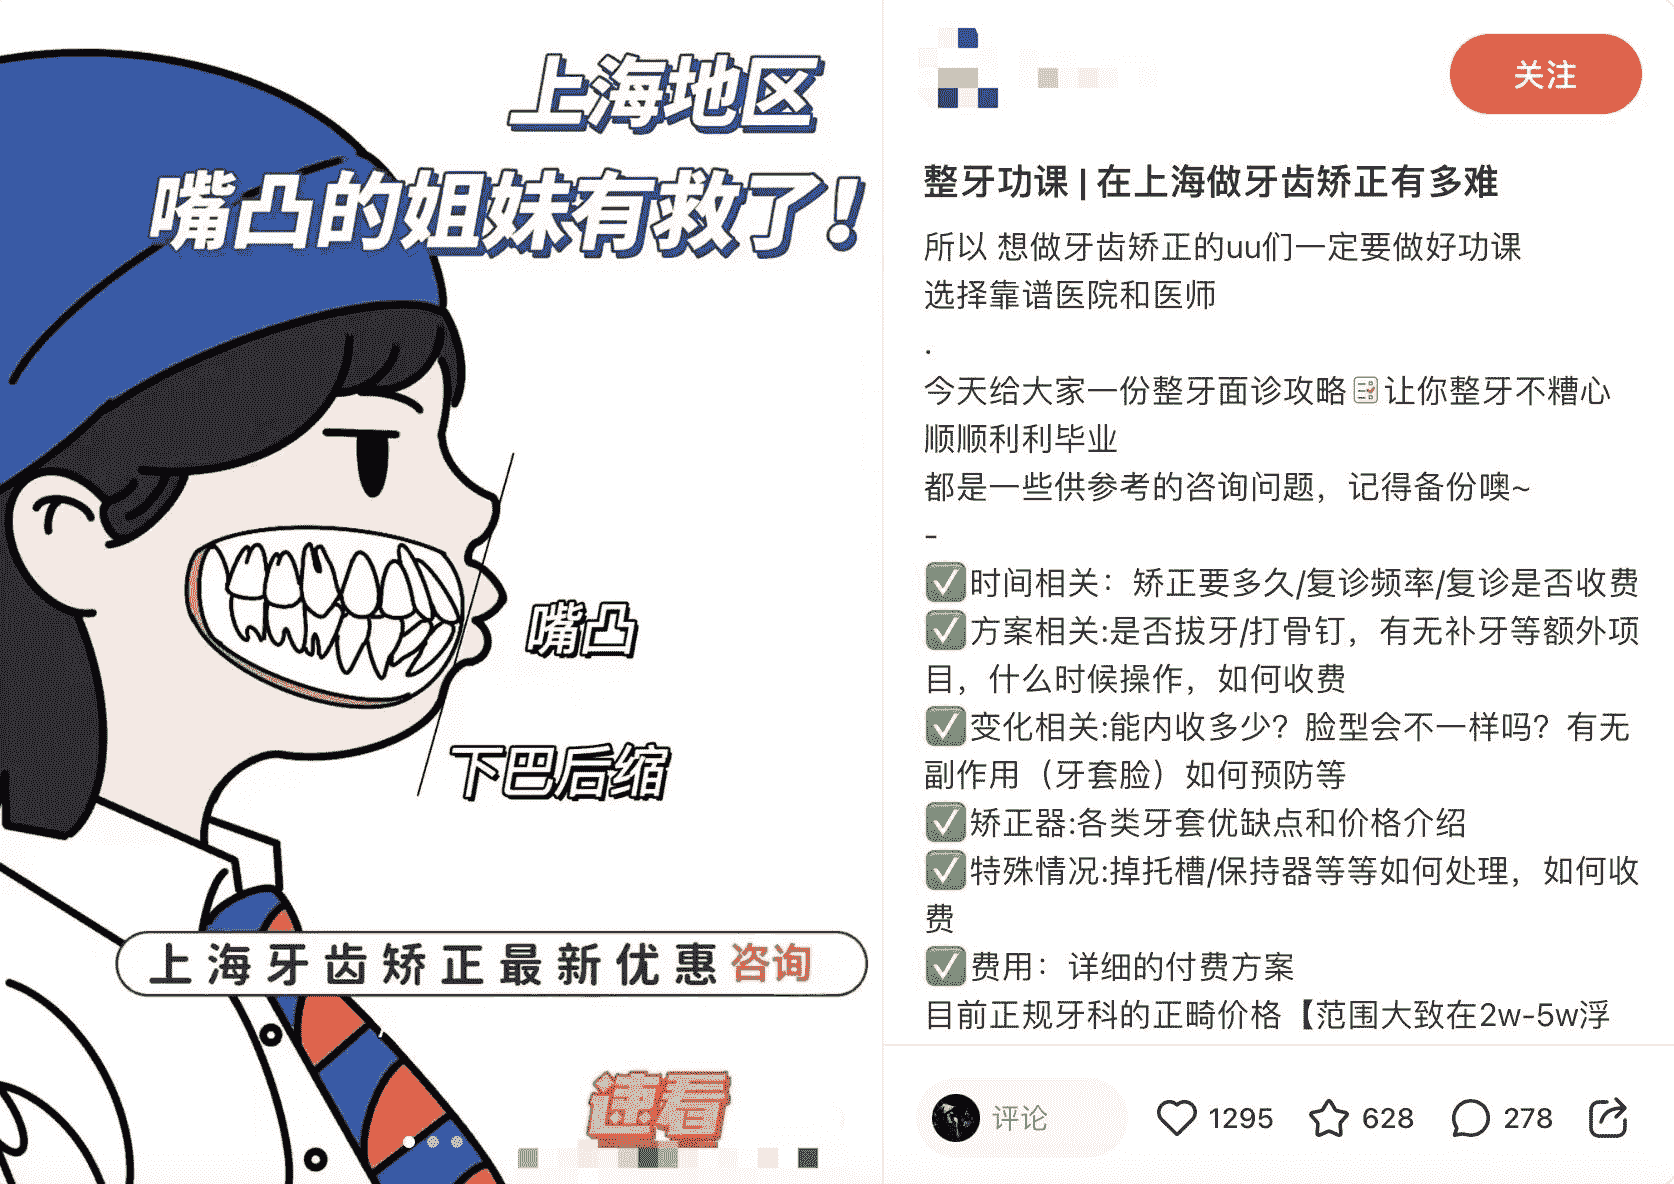 上海地区
嘴凸的姐妹有救了!
嘴凸
下巴后缩
上海牙齿矫正最新优惠咨询
速看
关注
整牙功课 | 在上海做牙齿矫正有多难
所以 想做牙齿矫正的uu们一定要做好功课
选择靠谱医院和医师
.
今天给大家一份整牙面诊攻略让你整牙不糟心
顺顺利利毕业
都是一些供参考的咨询问题，记得备份噢~
-
✅时间相关：矫正要多久/复诊频率/复诊是否收费
✅方案相关:是否拔牙/打骨钉，有无补牙等额外项
目，什么时候操作，如何收费
✅变化相关:能内收多少？脸型会不一样吗？有无
副作用（牙套脸）如何预防等
✅矫正器:各类牙套优缺点和价格介绍
✅特殊情况:掉托槽/保持器等等如何处理，如何收
费
✅费用：详细的付费方案
目前正规牙科的正畸价格【范围大致在2w-5w浮
评论
1295
628
278